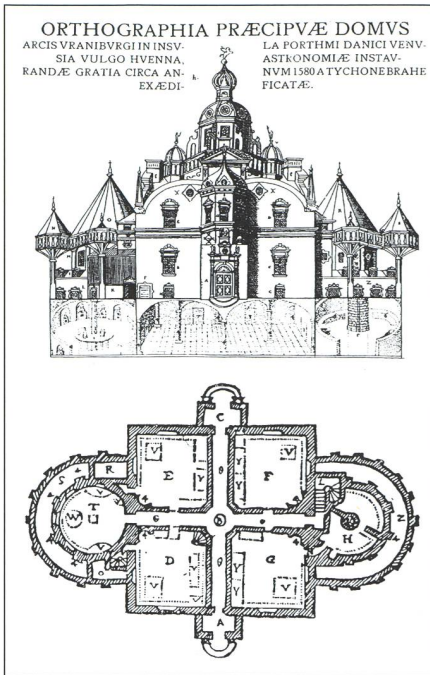 ORTHOGRAPHIA PRÆCIPVÆ DOMVS
ARCIS VRANIBVRGI IN INSV-
SIA VULGO HVENNA,
RANDÆ GRATIA CIRCA AN-
EXÆDI-
LA PORTHMI DANICI VENV-
ASTRONOMIÆ INSTAV-
NVM 1580 A TYCHONE BRAHE
FICATÆ.
h.
C
E
F
V
V
R
S
T
W
V
V
θ
H
Z
D
G
V
V
Y
Y
θ
A